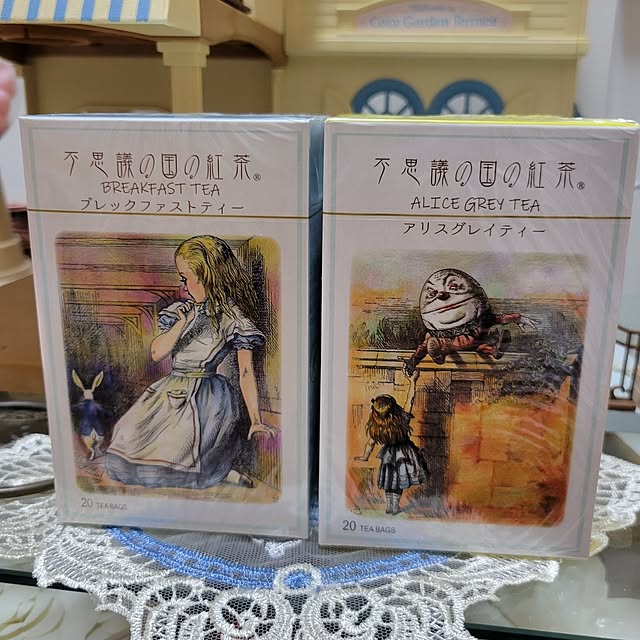 不思議の国の紅茶®
BREAKFAST TEA
ブレックファストティー
20 TEA BAGS
不思議の国の紅茶®
ALICE GREY TEA
アリスグレイティー
20 TEA BAGS